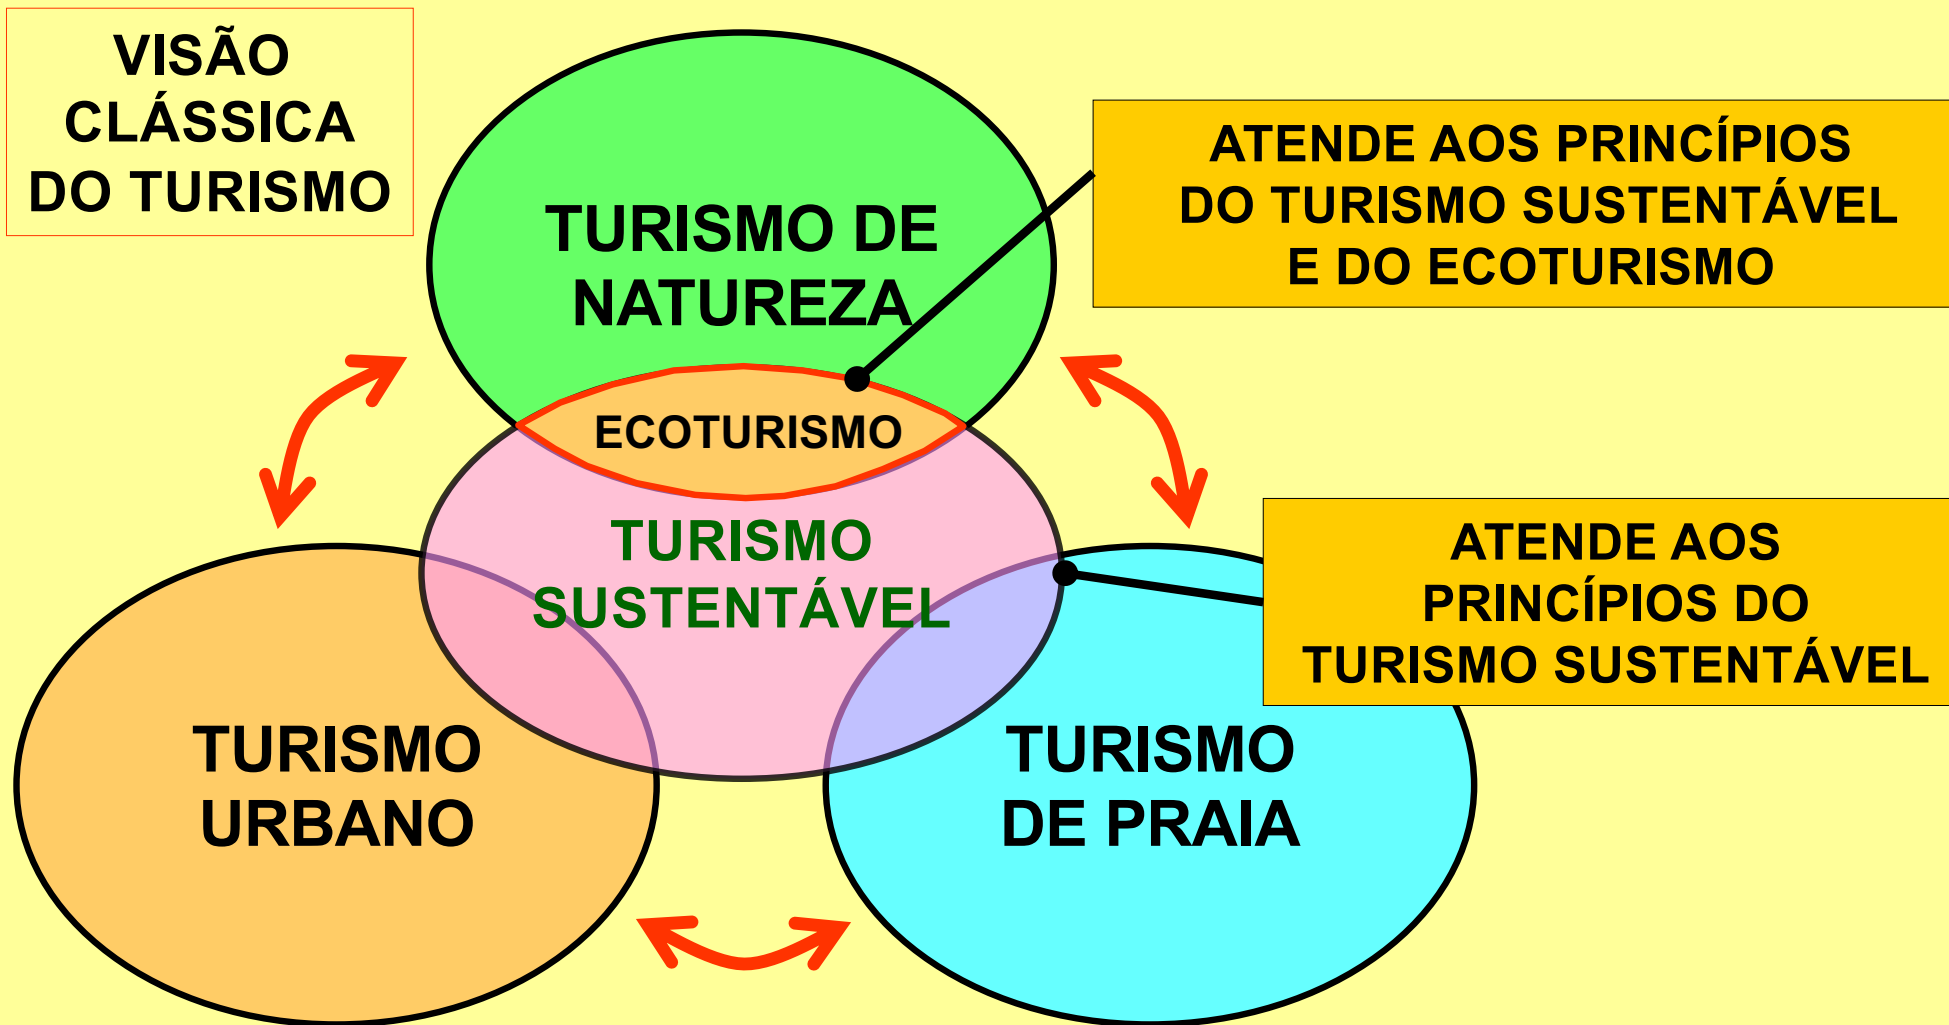 VISÃO
CLÁSSICA
DO TURISMO
ATENDE AOS PRINCÍPIOS
DO TURISMO SUSTENTÁVEL
E DO ECOTURISMO
TURISMO DE
NATUREZA
ECOTURISMO
TURISMO
SUSTENTÁVEL
ATENDE AOS
PRINCÍPIOS DO
TURISMO SUSTENTÁVEL
TURISMO
URBANO
TURISMO
DE PRAIA